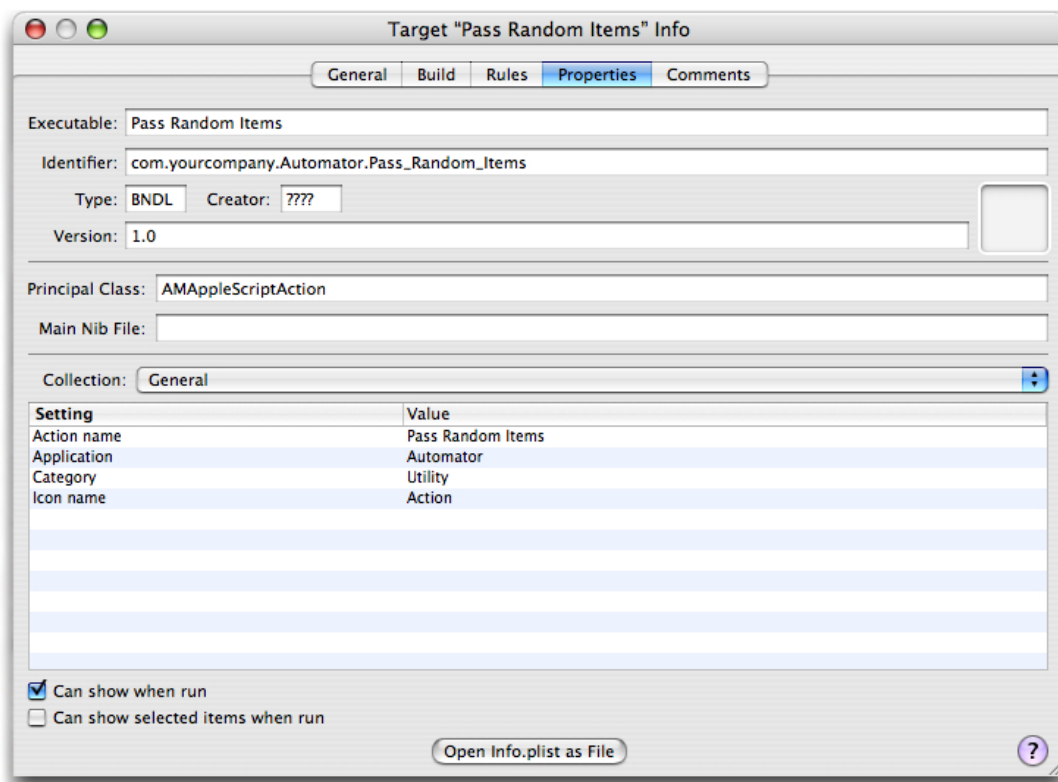 Target “Pass Random Items” Info
General Build Rules Properties Comments
Executable: Pass Random Items
Identifier: com.yourcompany.Automator.Pass_Random_Items
Type: BNDL Creator: ????
Version: 1.0
Principal Class: AMAppleScriptAction
Main Nib File:
Collection: General
Setting Value
Action name Pass Random Items
Application Automator
Category Utility
Icon name Action
Can show when run
Can show selected items when run
Open Info.plist as File ?